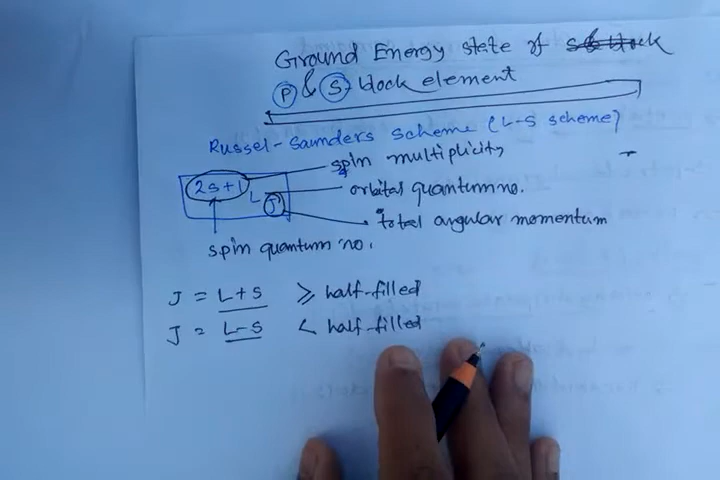 Ground Energy state of
P & S-block element
Russel-Saunders scheme (L-S scheme)
spin multiplicity
2s+1 L J
orbital quantum no.
total angular momentum
spin quantum no.
J = L+S ≥ half-filled
J = L-S < half-filled